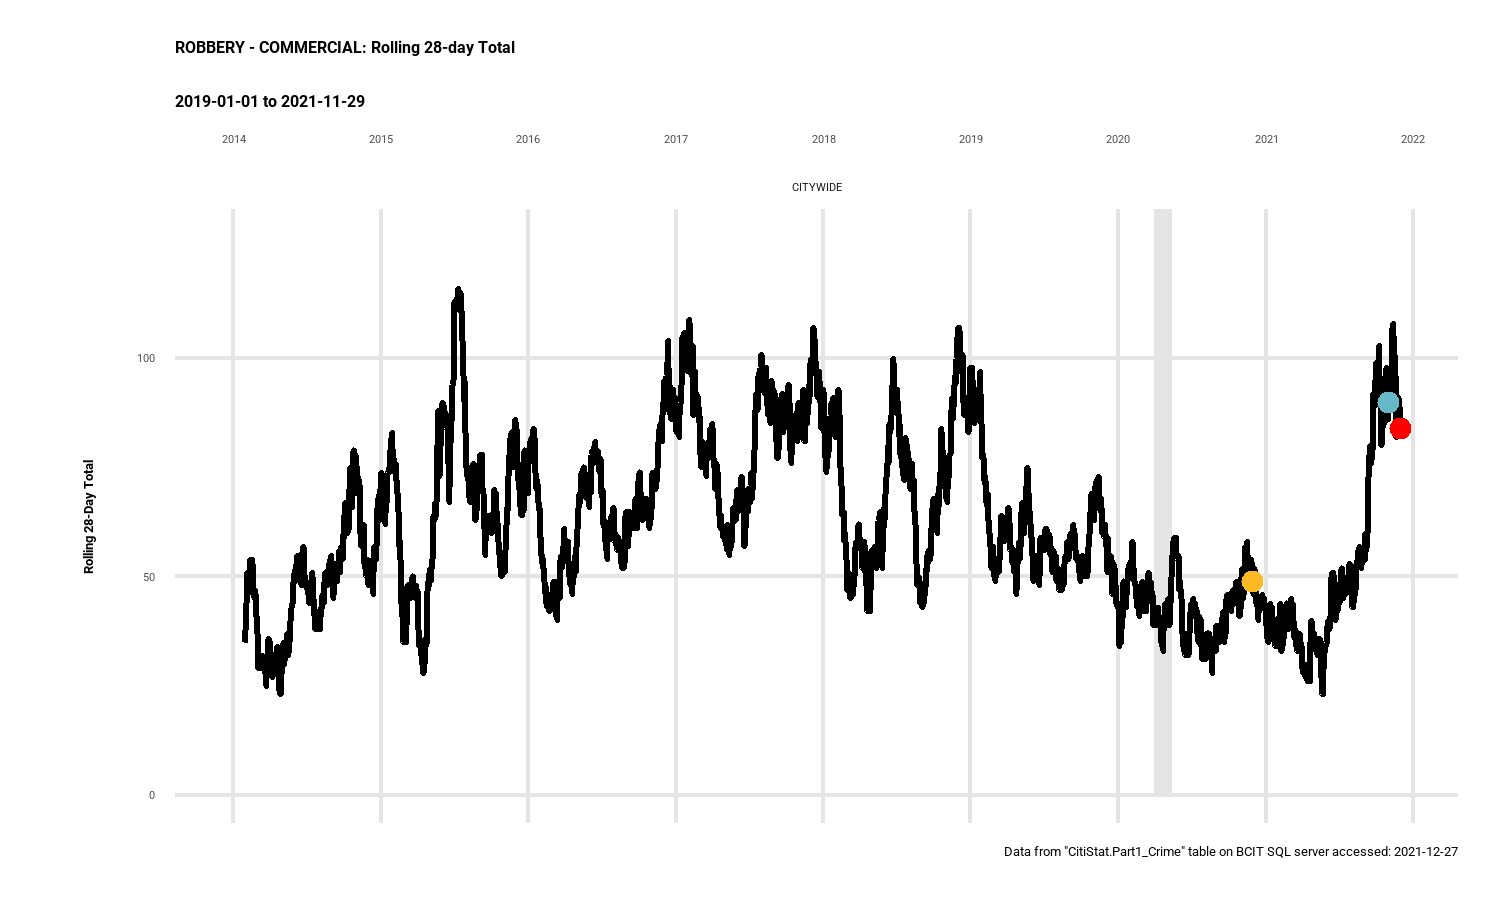 ROBBERY - COMMERCIAL: Rolling 28-day Total
2019-01-01 to 2021-11-29
2014 2015 2016 2017 2018 2019 2020 2021 2022
CITYWIDE
100
50
0
Rolling 28-Day Total
Data from "CitiStat.Part1_Crime" table on BCIT SQL server accessed: 2021-12-27